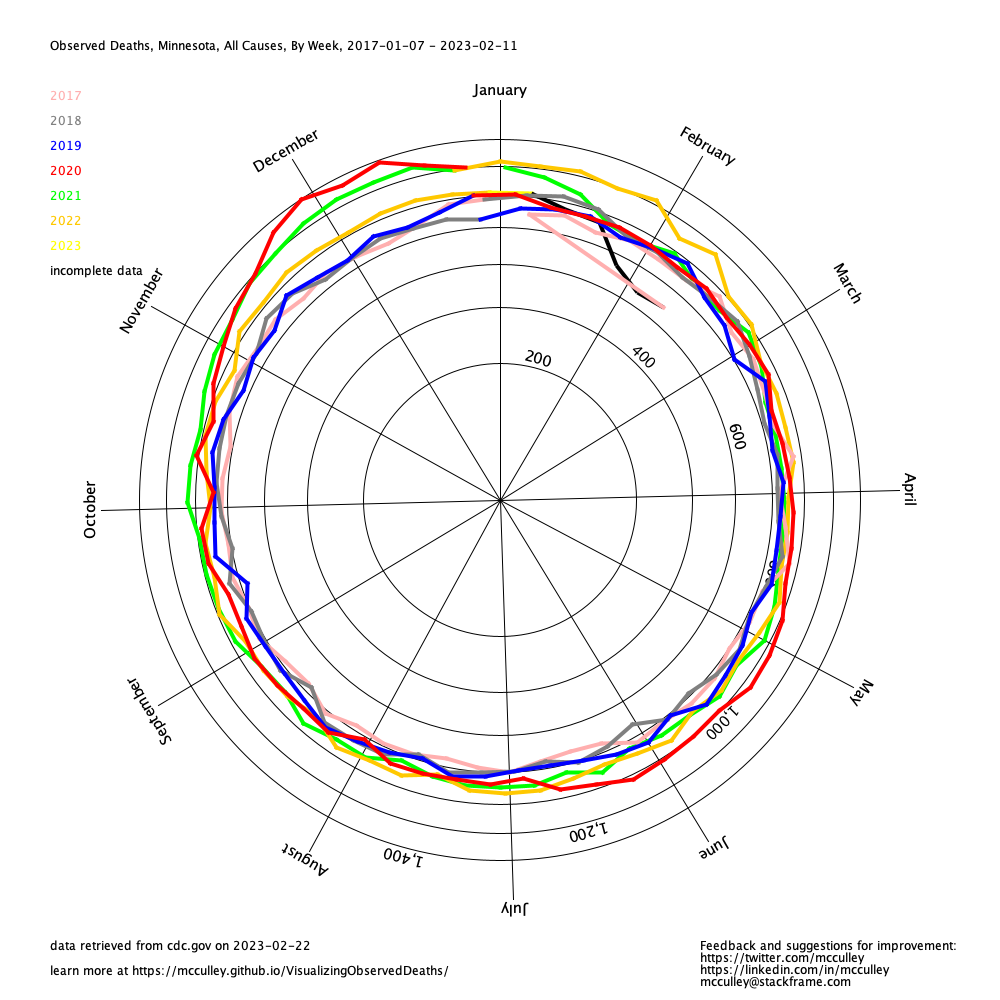 Observed Deaths, Minnesota, All Causes, By Week, 2017-01-07 - 2023-02-11
January
2017
2018
2019
2020
2021
2022
2023
incomplete data
December
February
November
March
200
400
600
October
April
September
May
1,000
1,200
1,400
August
June
July
data retrieved from cdc.gov on 2023-02-22
learn more at https://mcculley.github.io/VisualizingObservedDeaths/
Feedback and suggestions for improvement:
https://twitter.com/mcculley
https://linkedin.com/in/mcculley
mcculley@stackframe.com